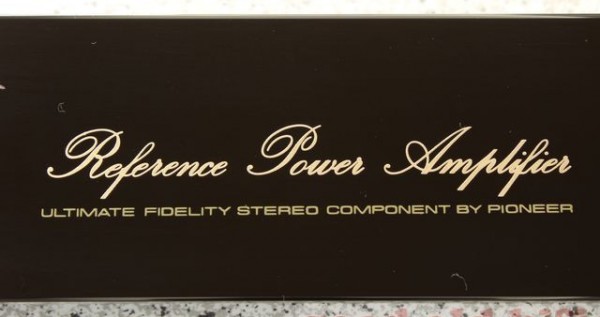 Reference Power Amplifier
ULTIMATE FIDELITY STEREO COMPONENT BY PIONEER